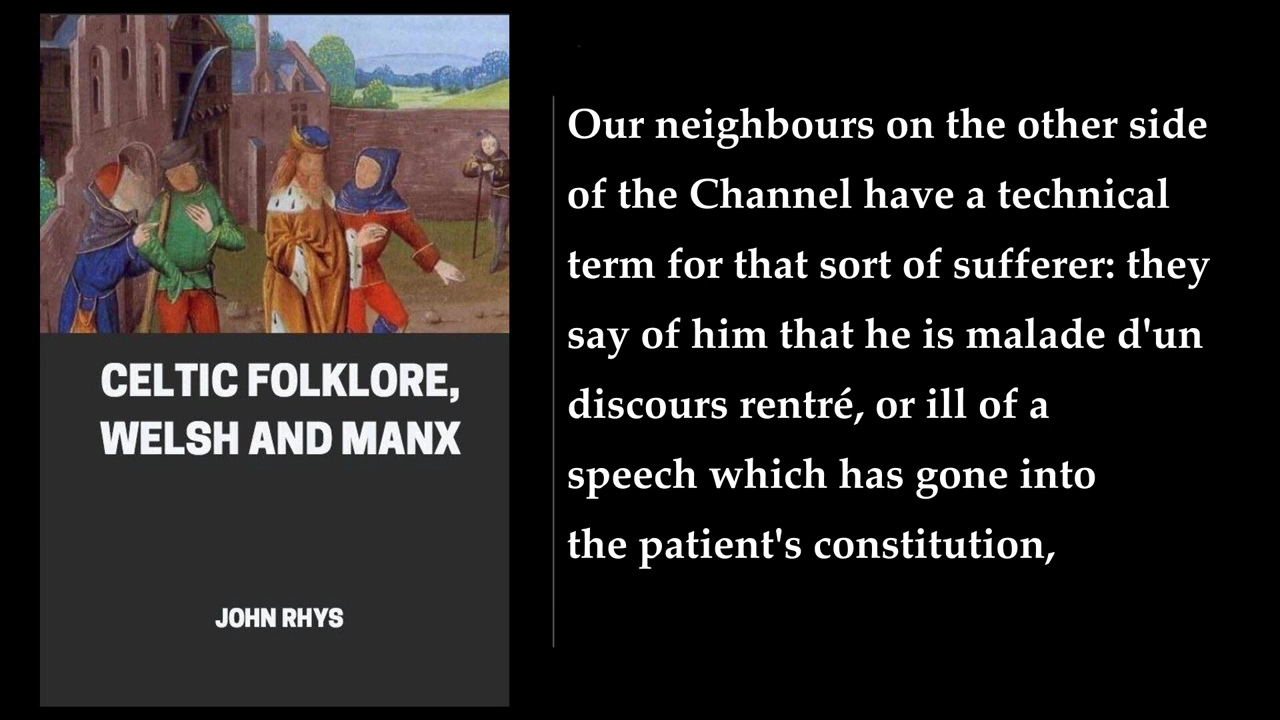 CELTIC FOLKLORE,
WELSH AND MANX
JOHN RHYS
Our neighbours on the other side
of the Channel have a technical
term for that sort of sufferer: they
say of him that he is malade d'un
discours rentré, or ill of a
speech which has gone into
the patient's constitution,